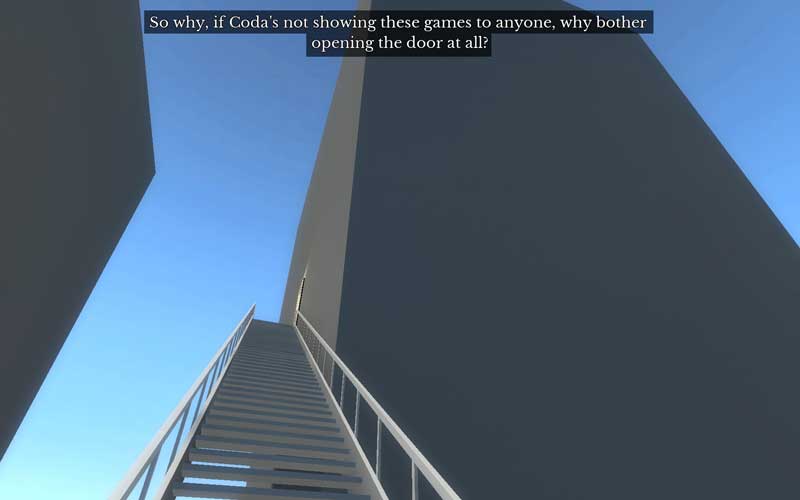 So why, if Coda's not showing these games to anyone, why bother
opening the door at all?